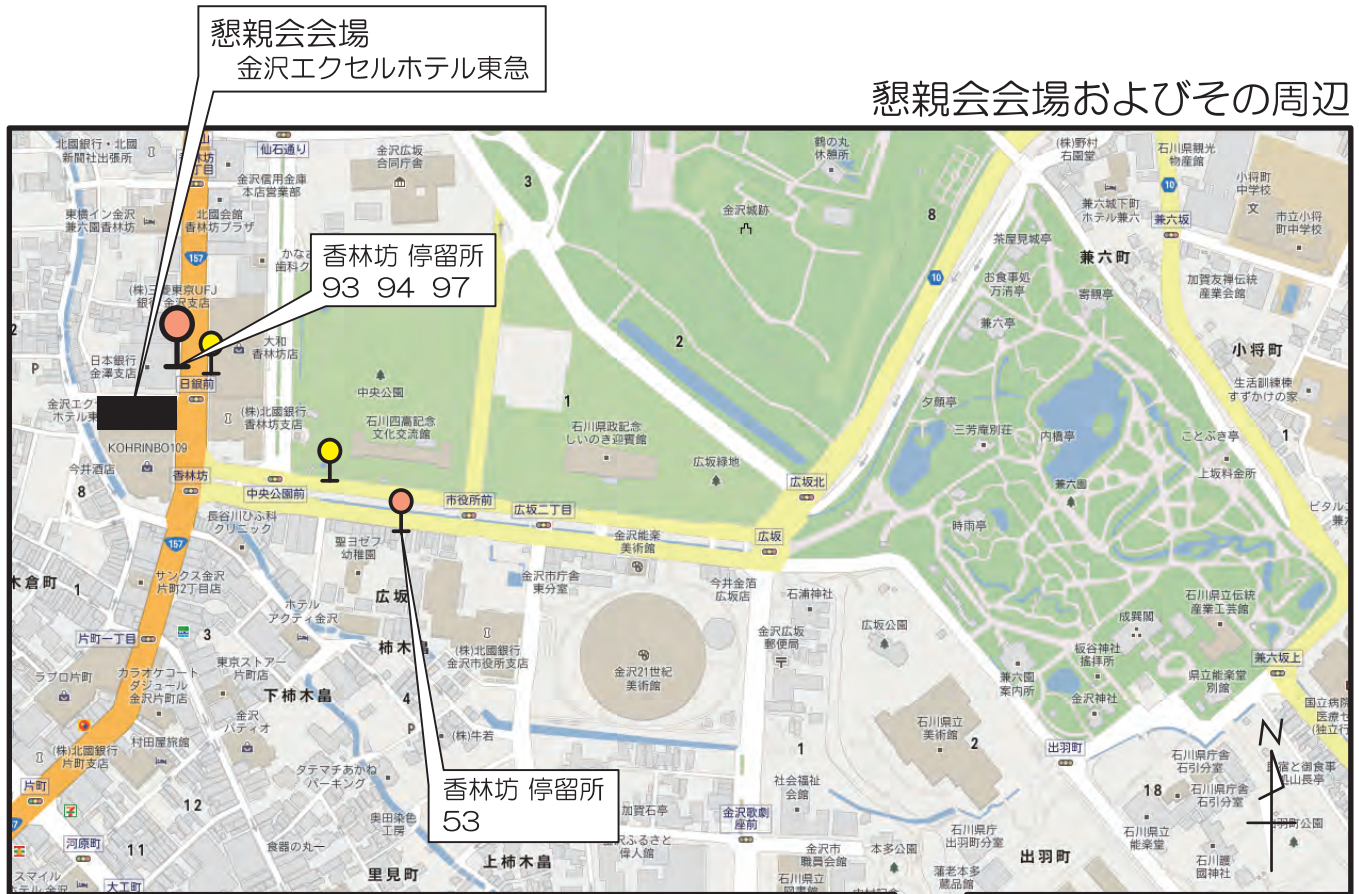 懇親会会場
金沢エクセルホテル東急
懇親会会場およびその周辺
北國銀行・北國
新聞社出張所
仙石通り
金沢広坂
合同庁舎
鶴の丸
休憩所
(株)野村
石園堂
石川県観光
物産館
小将町
中学校
文
金沢信用金庫
本店営業部
3
金沢城跡
8
10
兼六城下町
ホテル兼六
兼六坂
市立小将
町中学校
東横イン金沢
兼六園香林坊
北國会館
香林坊プラザ
157
香林坊 停留所
93 94 97
茶屋見城亭
兼六町
加賀友禅伝統
産業会館
お食事処
万清亭
寄観亭
10
兼六亭
2
P
日本銀行
金澤支店
大和
香林坊店
2
小将町
日銀前
中央公園
1
夕顔亭
生活訓練棟
すずかけの家
(株)北國銀行
香林坊支店
石川四高記念
文化交流館
石川県政記念
しいのき迎賓館
三芳庵別荘
内橋亭
ことぶき亭
1
KOHRINBO109
今井酒店
広坂緑地
上坂料金所
香林坊
8
中央公園前
市役所前
広坂二丁目
広坂北
兼六園
長谷川ひふ科
クリニック
聖ヨゼフ
幼稚園
金沢能楽
美術館
広坂
時雨亭
157
木倉町
1
サンクス金沢
片町2丁目店
広坂
金沢市庁舎
東分室
今井金箔
広坂店
石浦神社
石川県立伝統
産業工芸館
ホテル
アクティ金沢
成巽閣
片町一丁目
3
柿木畠
(株)北國銀行
金沢市役所支店
金沢広坂
郵便局
広坂公園
板谷神社
揺拝所
兼六坂上
ラブロ片町
カラオケコート
ダジュール
金沢片町店
東京ストアー
片町店
下柿木畠
4
金沢21世紀
美術館
兼六園
案内所
金沢神社
県立能楽堂
別館
金沢
パティオ
P
(株)牛若
石川県立
美術館
2
(株)北國銀行
片町支店
村田屋旅館
1
出羽町
N
石川県庁舎
石引分室
片町
12
タテマチあかね
パーキング
香林坊 停留所
53
社会福祉
会館
18
石川県庁舎
石引分室
奥田染色
工房
加賀石亭
金沢歌劇
座前
石川県庁
出羽町分室
石川県立
能楽堂
河原町
11
食器の丸一
偉人館
金沢市
職員会館
本多公園
出羽町
石川護
國神社
大工町
里見町
上柿木畠
石川県立
蒲老本多
蔵品館